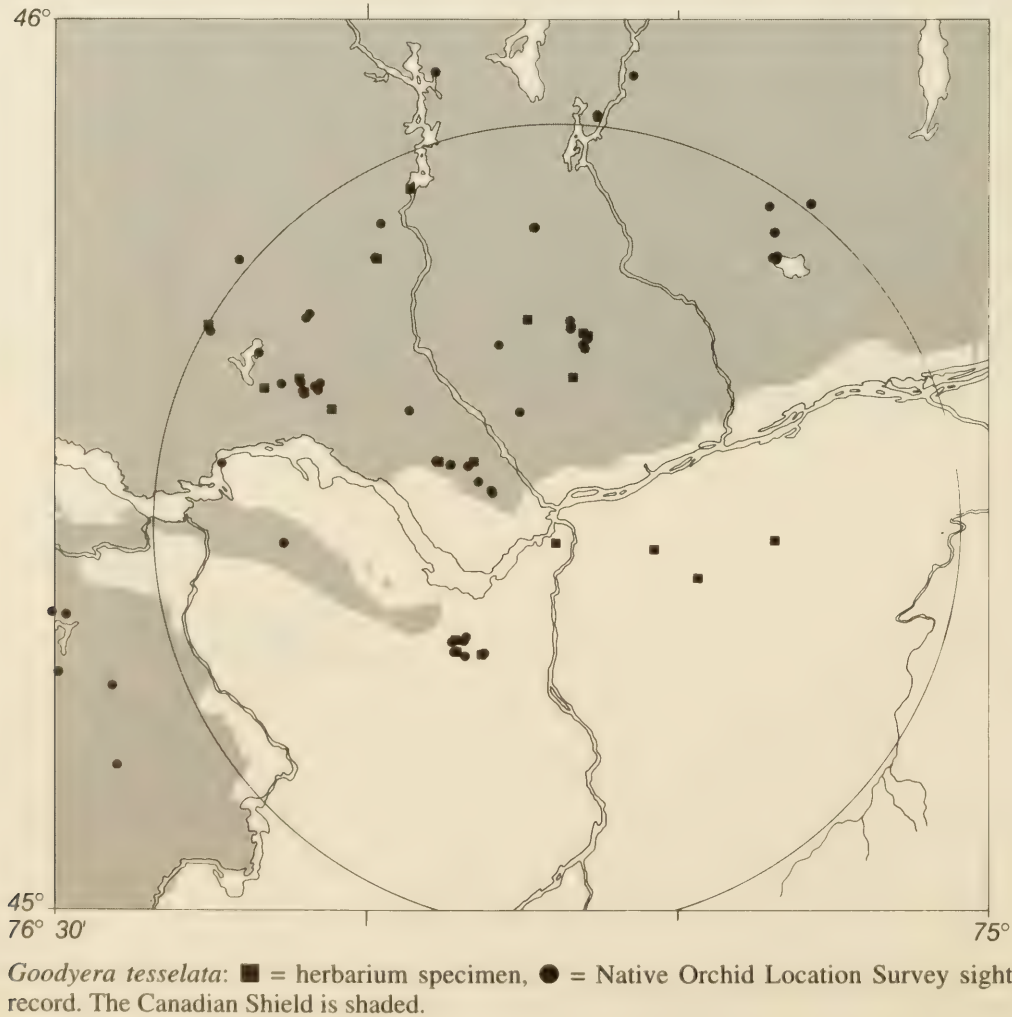 46°
45°
76° 30'
75°
Goodyera tesselata: ■ = herbarium specimen, ● = Native Orchid Location Survey sight
record. The Canadian Shield is shaded.